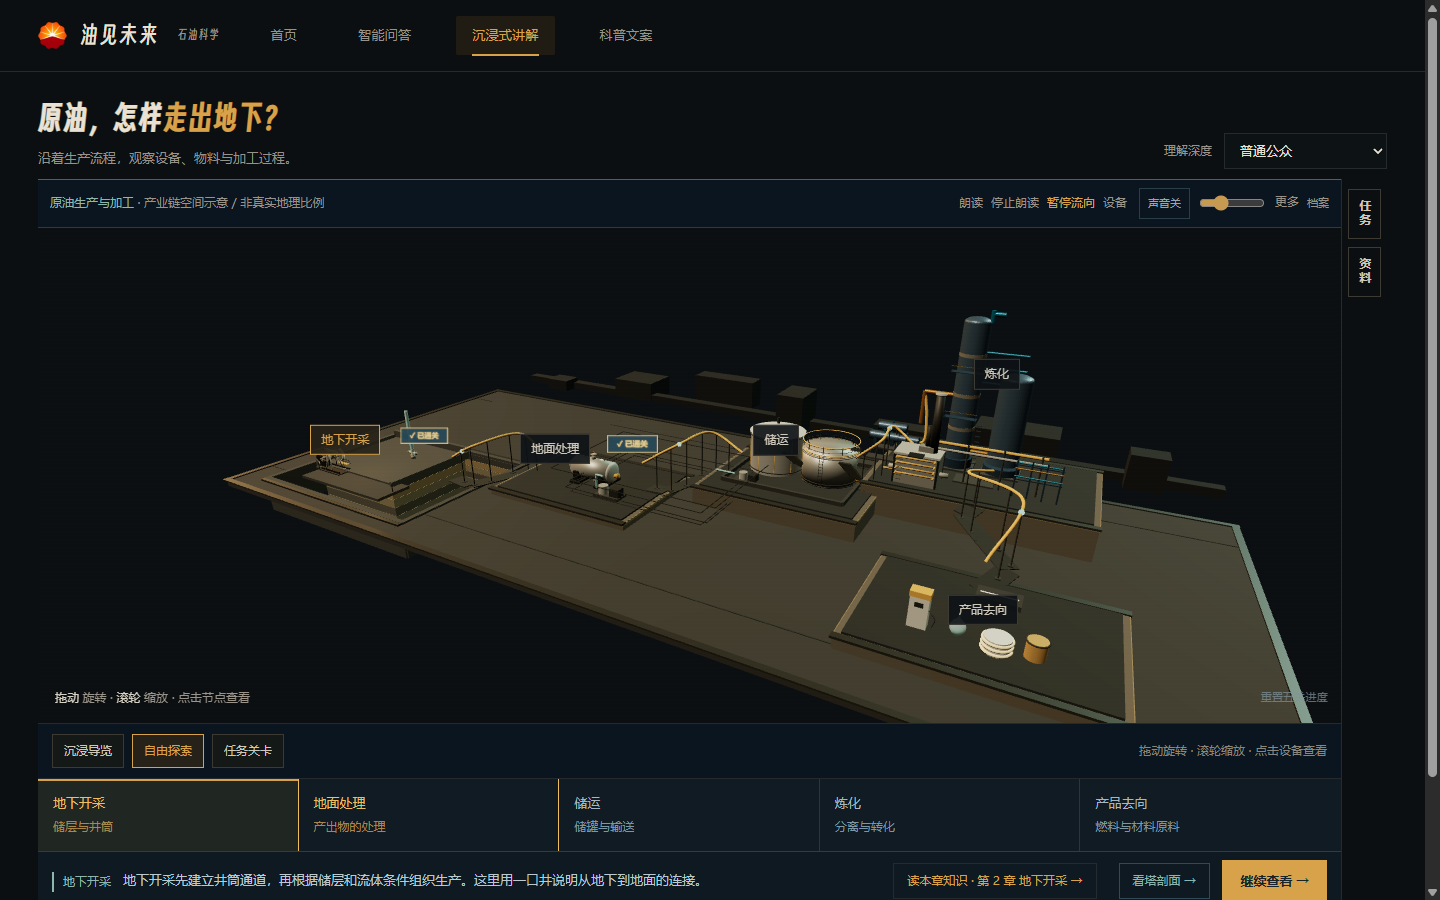 油见未来 石油科学 首页 智能问答 沉浸式讲解 科普文案
原油，怎样走出地下？
沿着生产流程，观察设备、物料与加工过程。
理解深度 普通公众
原油生产与加工 · 产业链空间示意 / 非真实地理比例
朗读 停止朗读 暂停流向 设备 声音关 更多 档案
任务
资料
炼化
地下开采
✓ 已通关
地面处理
✓ 已通关
储运
产品去向
拖动 旋转 · 滚轮 缩放 · 点击节点查看
进度
沉浸导览 自由探索 任务关卡
拖动旋转 · 滚轮缩放 · 点击设备查看
地下开采 地面处理 储运 炼化 产品去向
储层与井筒 产出物的处理 储罐与输送 分离与转化 燃料与材料原料
地下开采 地下开采先建立井筒通道，再根据储层和流体条件组织生产。这里用一口井说明从地下到地面的连接。
读本章知识 · 第 2 章 地下开采 → 看塔剖面 → 继续查看 →